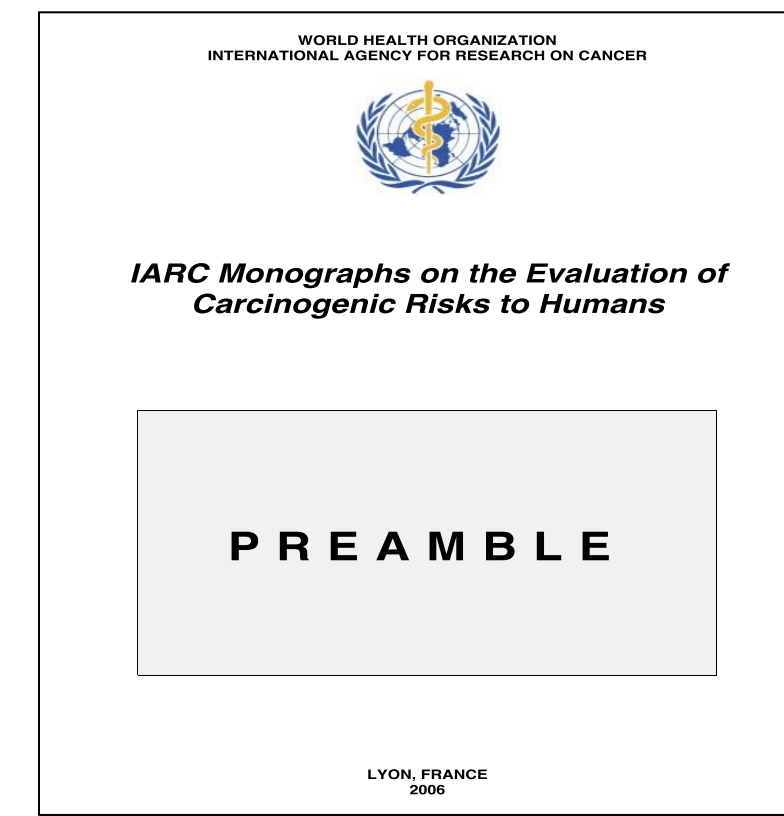 WORLD HEALTH ORGANIZATION
INTERNATIONAL AGENCY FOR RESEARCH ON CANCER
IARC Monographs on the Evaluation of
Carcinogenic Risks to Humans
P R E A M B L E
LYON, FRANCE
2006